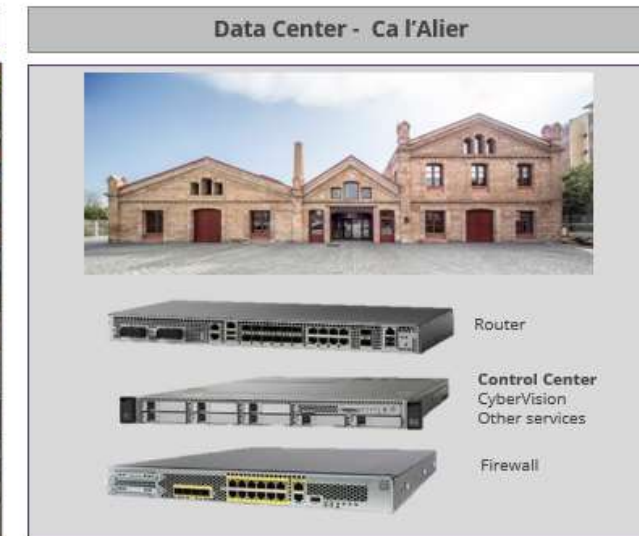 Data Center - Ca l'Alier
Router
Control Center
CyberVision
Other services
Firewall